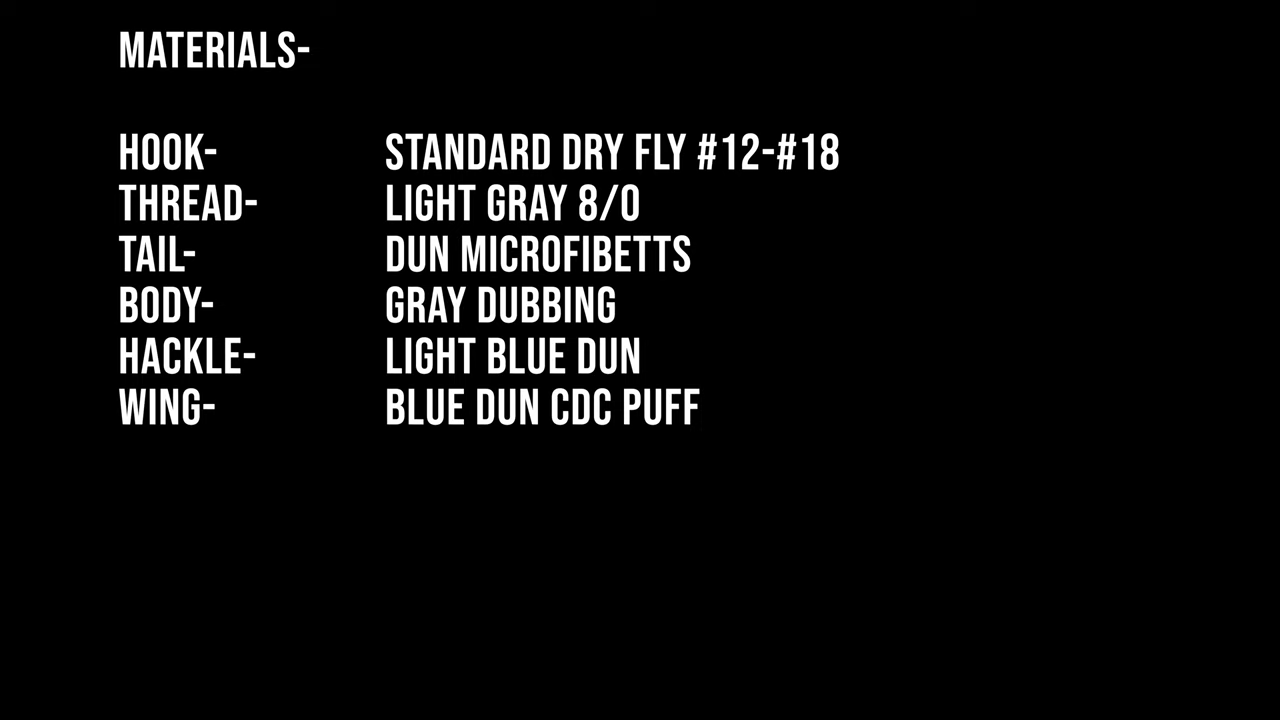 MATERIALS-
HOOK- STANDARD DRY FLY #12-#18
THREAD- LIGHT GRAY 8/0
TAIL- DUN MICROFIBETTS
BODY- GRAY DUBBING
HACKLE- LIGHT BLUE DUN
WING- BLUE DUN CDC PUFF